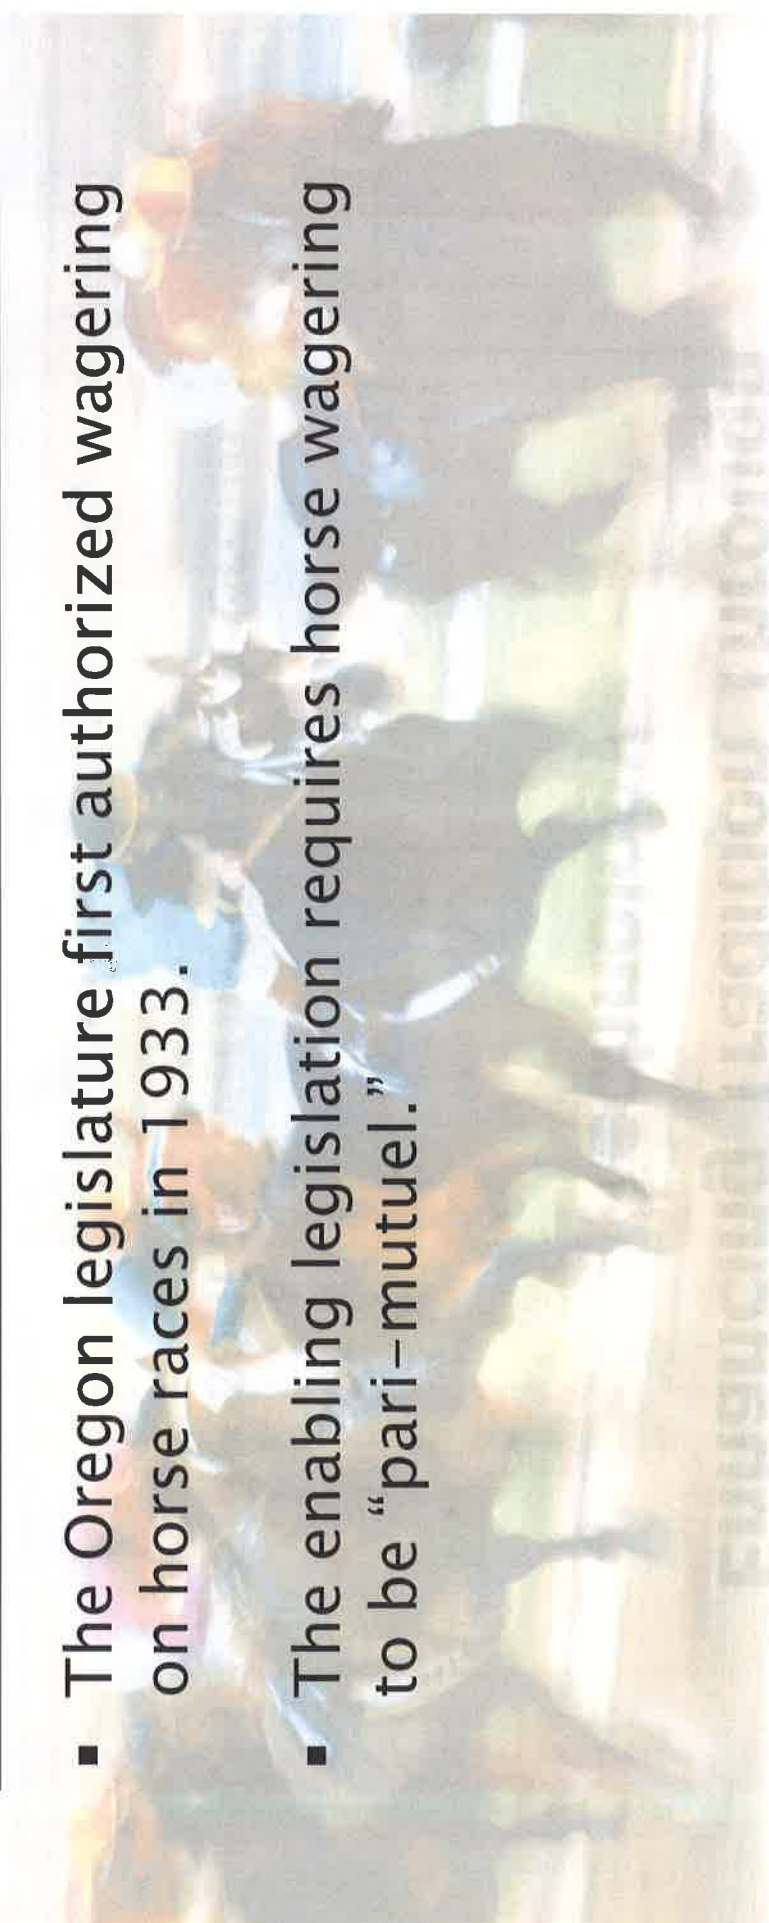 ▪ The Oregon legislature first authorized wagering
on horse races in 1933.
▪ The enabling legislation requires horse wagering
to be “pari-mutuel.”